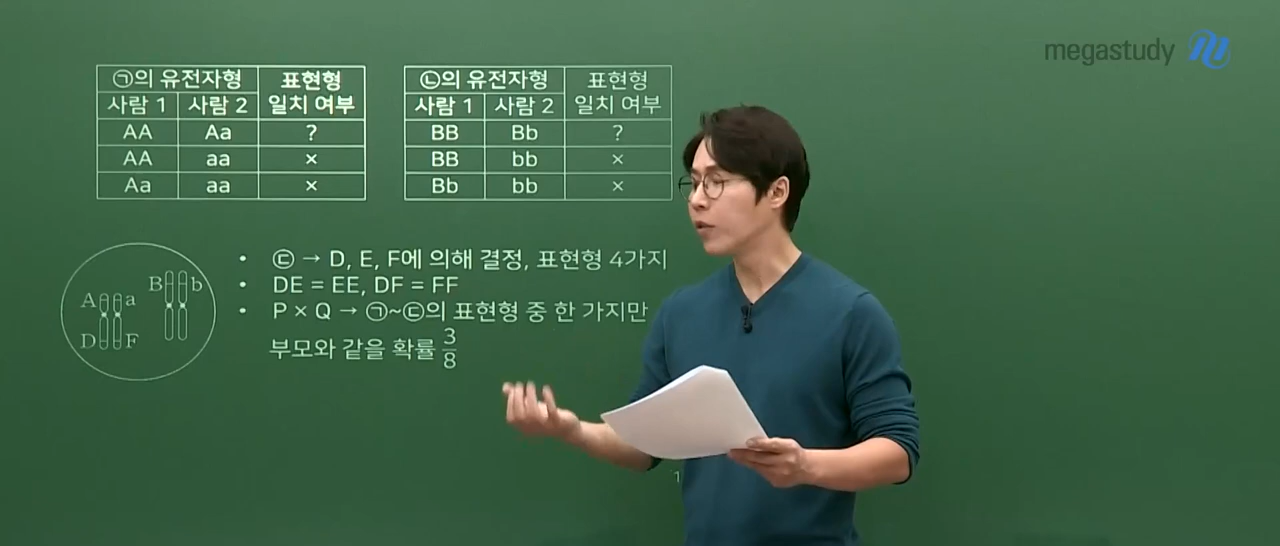 megastudy
㉠의 유전자형 표현형 일치 여부
사람 1 사람 2
AA Aa ?
AA aa ×
Aa aa ×
㉡의 유전자형 표현형 일치 여부
사람 1 사람 2
BB Bb ?
BB bb ×
Bb bb ×
A a B b
D F
• ㉢ → D, E, F에 의해 결정, 표현형 4가지
• DE = EE, DF = FF
• P × Q → ㉠~㉢의 표현형 중 한 가지만
부모와 같을 확률 3/8
1